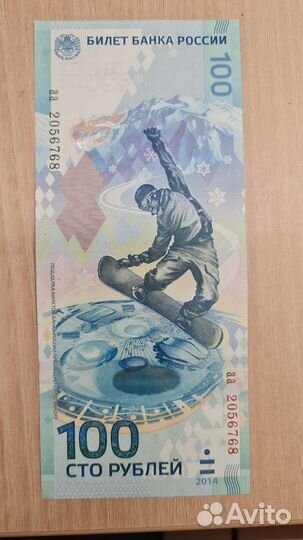 БИЛЕТ БАНКА РОССИИ
100
аа 2056768
аа 2056768
100
СТО РУБЛЕЙ
2014
Avito